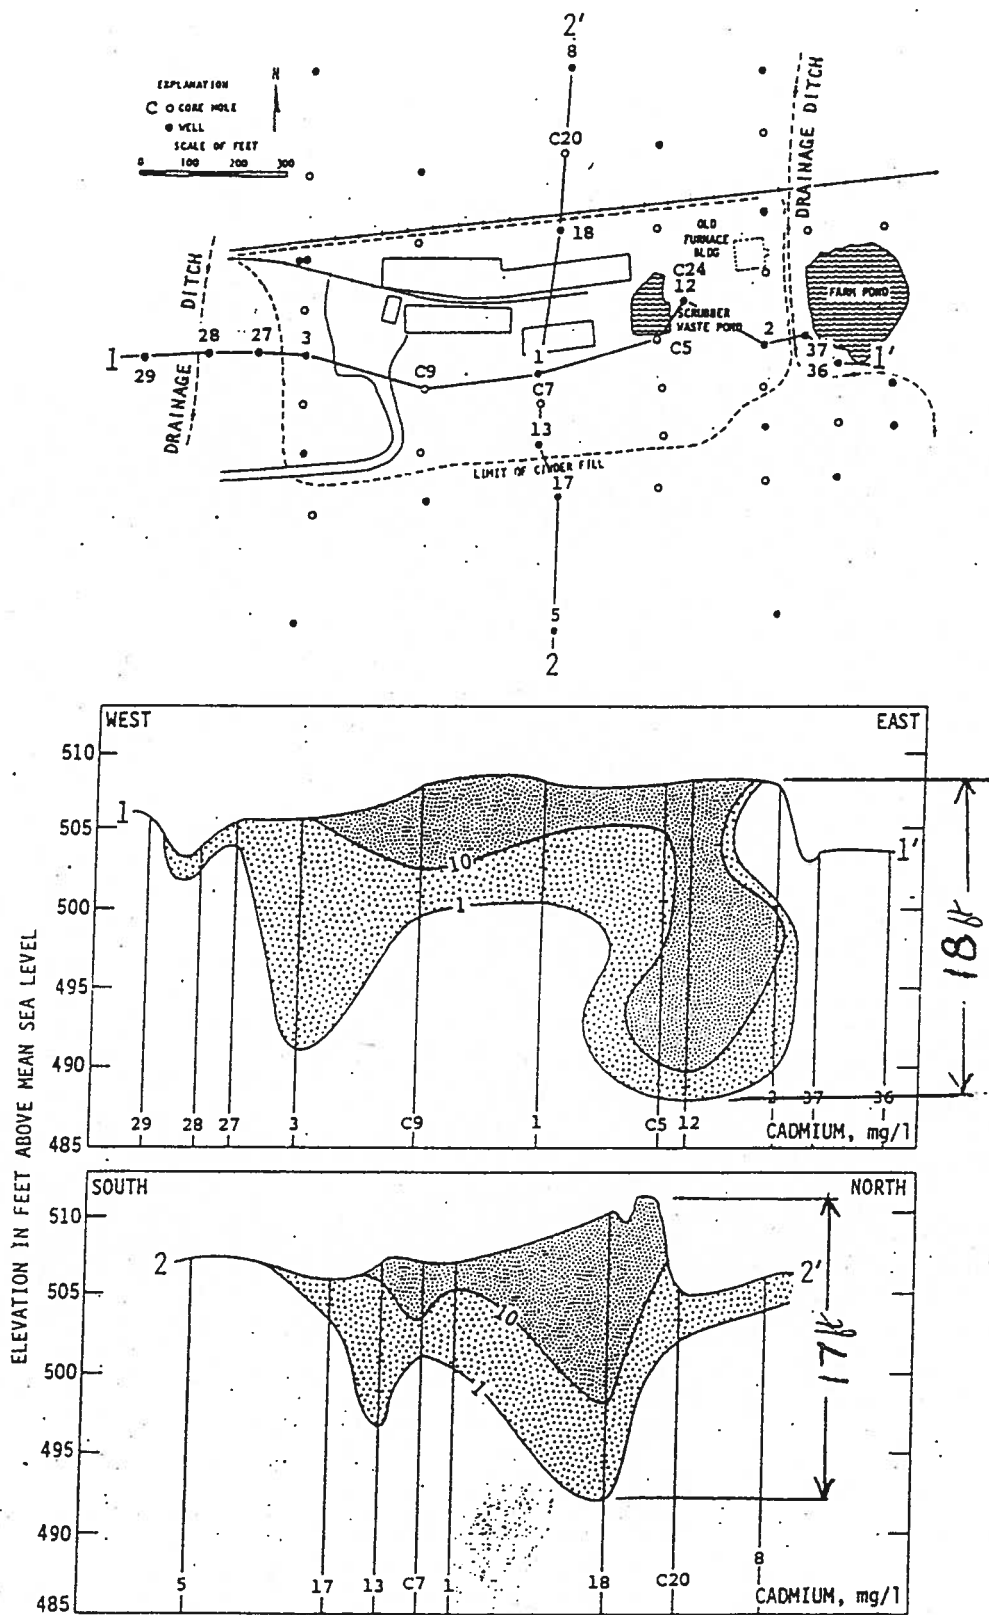 2'
8
EXPLANATION
N
C o CORE HOLE
● WELL
SCALE OF FEET
0 100 200 300
C20
DRAINAGE DITCH
18
OLD
FURNACE
BLDG
C24
12
FARM POND
SCRUBBER
WASTE POND
DRAINAGE DITCH
1 29 28 27 3
C9
1
C7
C5
2
37
36
1'
13
LIMIT OF CINDER FILL
17
5
2
WEST EAST
510
505
500
495
490
485
1 1'
10
1
18 ft
29 28 27 3 C9 1 C5 12 2 37 36
CADMIUM, mg/l
ELEVATION IN FEET ABOVE MEAN SEA LEVEL
SOUTH NORTH
510
505
500
495
490
485
2 2'
10
1
17 ft
5 17 13 C7 1 18 C20 8
CADMIUM, mg/l